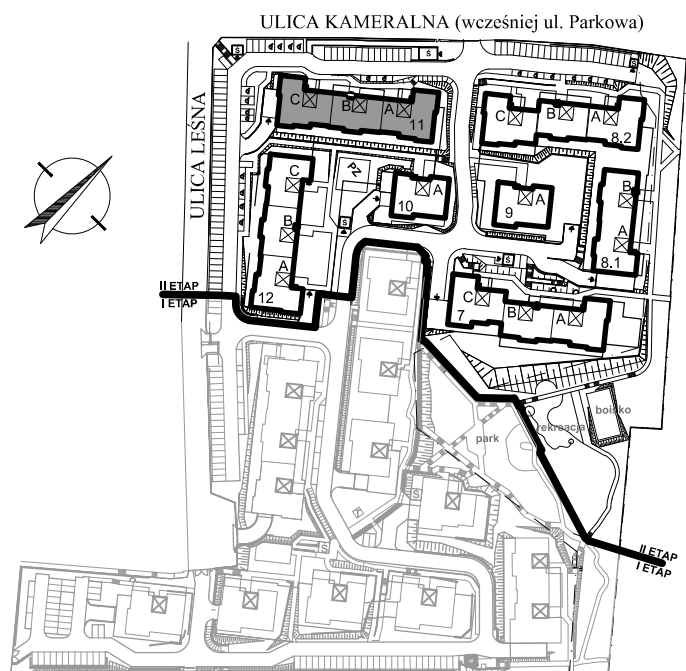 ULICA KAMERALNA (wcześniej ul. Parkowa)
Ś
Ś
ULICA LEŚNA
C
B
A
11
C
B
A
8.2
C
B
A
12
PZ
Ś
A
10
A
9
B
A
8.1
II ETAP
I ETAP
Ś
C
B
A
7
boisko
rekreacja
park
Ś
II ETAP
I ETAP
Ś